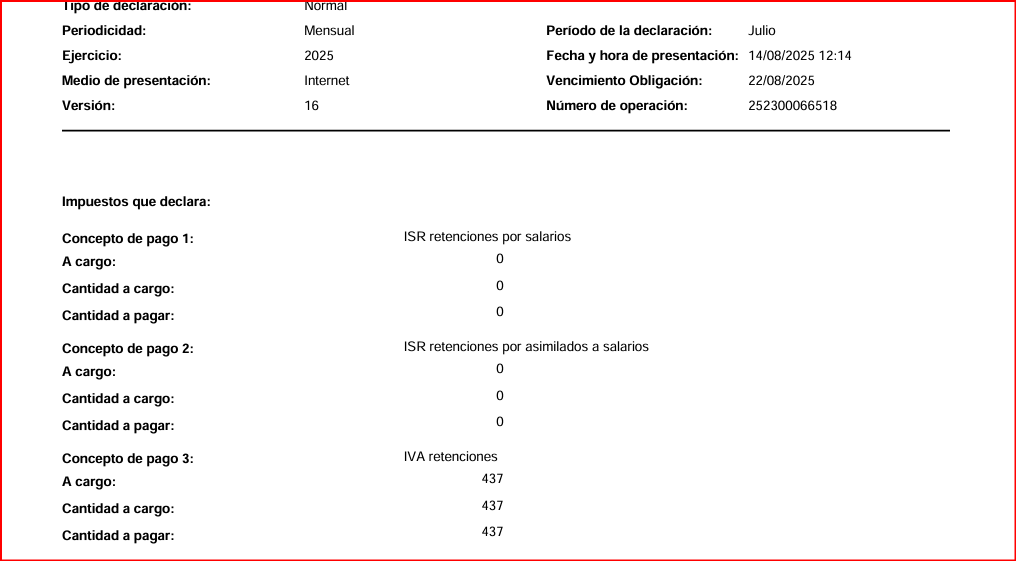 Tipo de declaración: Normal
Periodicidad: Mensual Período de la declaración: Julio
Ejercicio: 2025 Fecha y hora de presentación: 14/08/2025 12:14
Medio de presentación: Internet Vencimiento Obligación: 22/08/2025
Versión: 16 Número de operación: 252300066518
Impuestos que declara:
Concepto de pago 1: ISR retenciones por salarios
A cargo: 0
Cantidad a cargo: 0
Cantidad a pagar: 0
Concepto de pago 2: ISR retenciones por asimilados a salarios
A cargo: 0
Cantidad a cargo: 0
Cantidad a pagar: 0
Concepto de pago 3: IVA retenciones
A cargo: 437
Cantidad a cargo: 437
Cantidad a pagar: 437